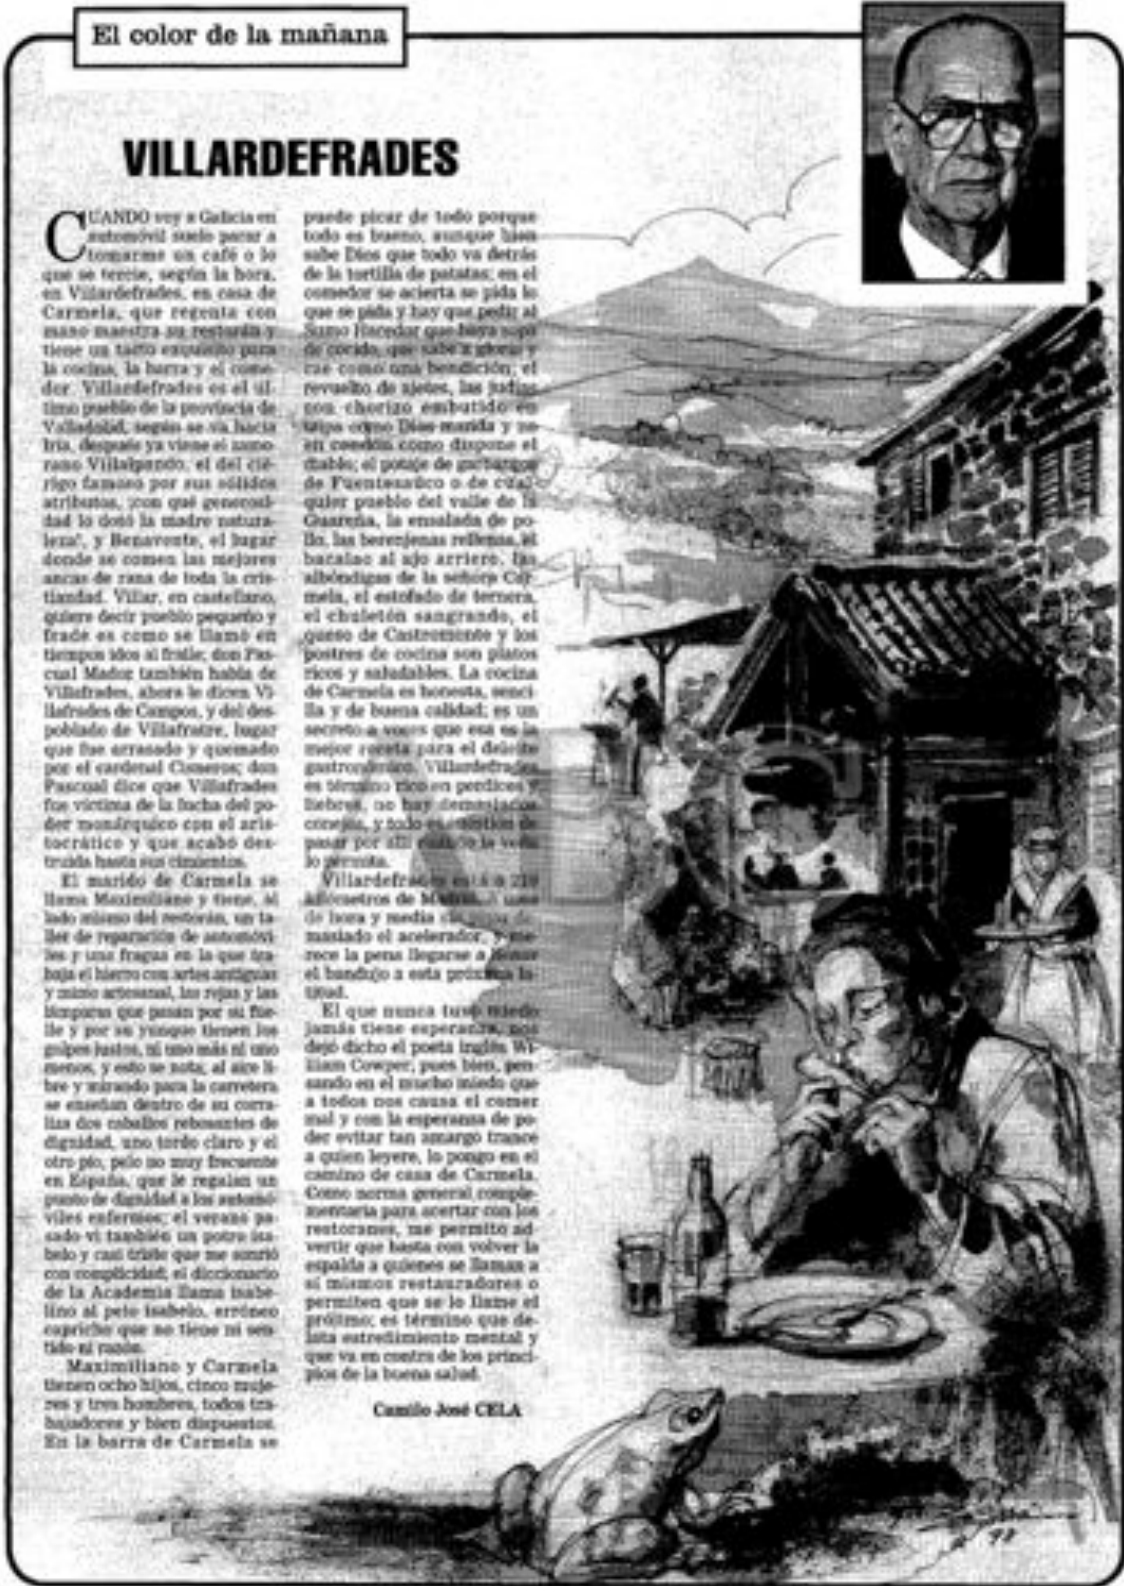 El color de la mañana
VILLARDEFRADES
CUANDO voy a Galicia en
automóvil suelo parar a
tomarme un café o lo
que se tercie, según la hora,
en Villardefrades, en casa de
Carmela, que regenta con
mano maestra su restorán y
tiene un tacto exquisito para
la cocina, la barra y el come-
dor. Villardefrades es el úl-
timo pueblo de la provincia de
Valladolid, según se va hacia
Iria, después ya viene el zamo-
rano Villalpando, el del clé-
rigo famoso por sus sólidos
atributos, ¡con qué generosi-
dad lo dotó la madre natura-
leza!, y Benavente, el lugar
donde se comen las mejores
ancas de rana de toda la cris-
tiandad. Villar, en castellano,
quiere decir pueblo pequeño y
frade es como se llamó en
tiempos idos al fraile; don Pas-
cual Madoz también habla de
Villafrades, ahora le dicen Vi-
llafrades de Campos, y del des-
poblado de Villafratre, lugar
que fue arrasado y quemado
por el cardenal Cisneros; don
Pascual dice que Villafrades
fue víctima de la lucha del po-
der monárquico con el aris-
tocrático y que acabó des-
truida hasta sus cimientos.
El marido de Carmela se
llama Maximiliano y tiene, al
lado mismo del restorán, un ta-
ller de reparación de automóvi-
les y una fragua en la que tra-
baja el hierro con artes antiguas
y mimo artesanal, las rejas y las
lámparas que pasan por su fue-
lle y por su yunque tienen los
golpes justos, ni uno más ni uno
menos, y esto se nota; al aire li-
bre y mirando para la carretera
se enseñan dentro de su corra-
liza dos caballos rebosantes de
dignidad, uno tordo claro y el
otro pío, pelo no muy frecuente
en España, que le regalan un
punto de dignidad a los automó-
viles enfermos; el verano pa-
sado vi también un potro isa-
belo y casi triste que me sonrió
con complicidad; el diccionario
de la Academia llama isabe-
lino al pelo isabelo, erróneo
capricho que no tiene ni sen-
tido ni razón.
Maximiliano y Carmela
tienen ocho hijos, cinco muje-
res y tres hombres, todos tra-
bajadores y bien dispuestos.
En la barra de Carmela se
puede picar de todo porque
todo es bueno, aunque bien
sabe Dios que todo va detrás
de la tortilla de patatas; en el
comedor se acierta se pida lo
que se pida y hay que pedir al
Sumo Hacedor que haya sopa
de cocido, que sabe a gloria y
cae como una bendición; el
revuelto de ajetes, las judías
con chorizo embutido en
tripa como Dios manda y no
en condón como dispone el
diablo; el potaje de garbanzos
de Fuentesaúco o de cual-
quier pueblo del valle de la
Guareña, la ensalada de po-
llo, las berenjenas rellenas, el
bacalao al ajo arriero, las
albóndigas de la señora Car-
mela, el estofado de ternera,
el chuletón sangrando, el
queso de Castromonte y los
postres de cocina son platos
ricos y saludables. La cocina
de Carmela es honesta, senci-
lla y de buena calidad; es un
secreto a voces que esa es la
mejor receta para el deleite
gastronómico. Villardefrades
es término rico en perdices y
liebres, no hay demasiados
conejos, y todo es cuestión de
pasar por allí cuando la veda
lo permita.
Villardefrades está a 210
kilómetros de Madrid, a cosa
de hora y media sin pisar de-
masiado el acelerador, y me-
rece la pena llegarse a llenar
el bandujo a esta próxima la-
titud.
El que nunca tuvo miedo
jamás tiene esperanza, nos
dejó dicho el poeta inglés Wi-
lliam Cowper, pues bien, pen-
sando en el mucho miedo que
a todos nos causa el comer
mal y con la esperanza de po-
der evitar tan amargo trance
a quien leyere, lo pongo en el
camino de casa de Carmela.
Como norma general comple-
mentaria para acertar con los
restoranes, me permito ad-
vertir que basta con volver la
espalda a quienes se llaman a
sí mismos restauradores o
permiten que se lo llame el
prójimo; es término que de-
lata estreñimiento mental y
que va en contra de los princi-
pios de la buena salud.
Camilo José CELA
ABC